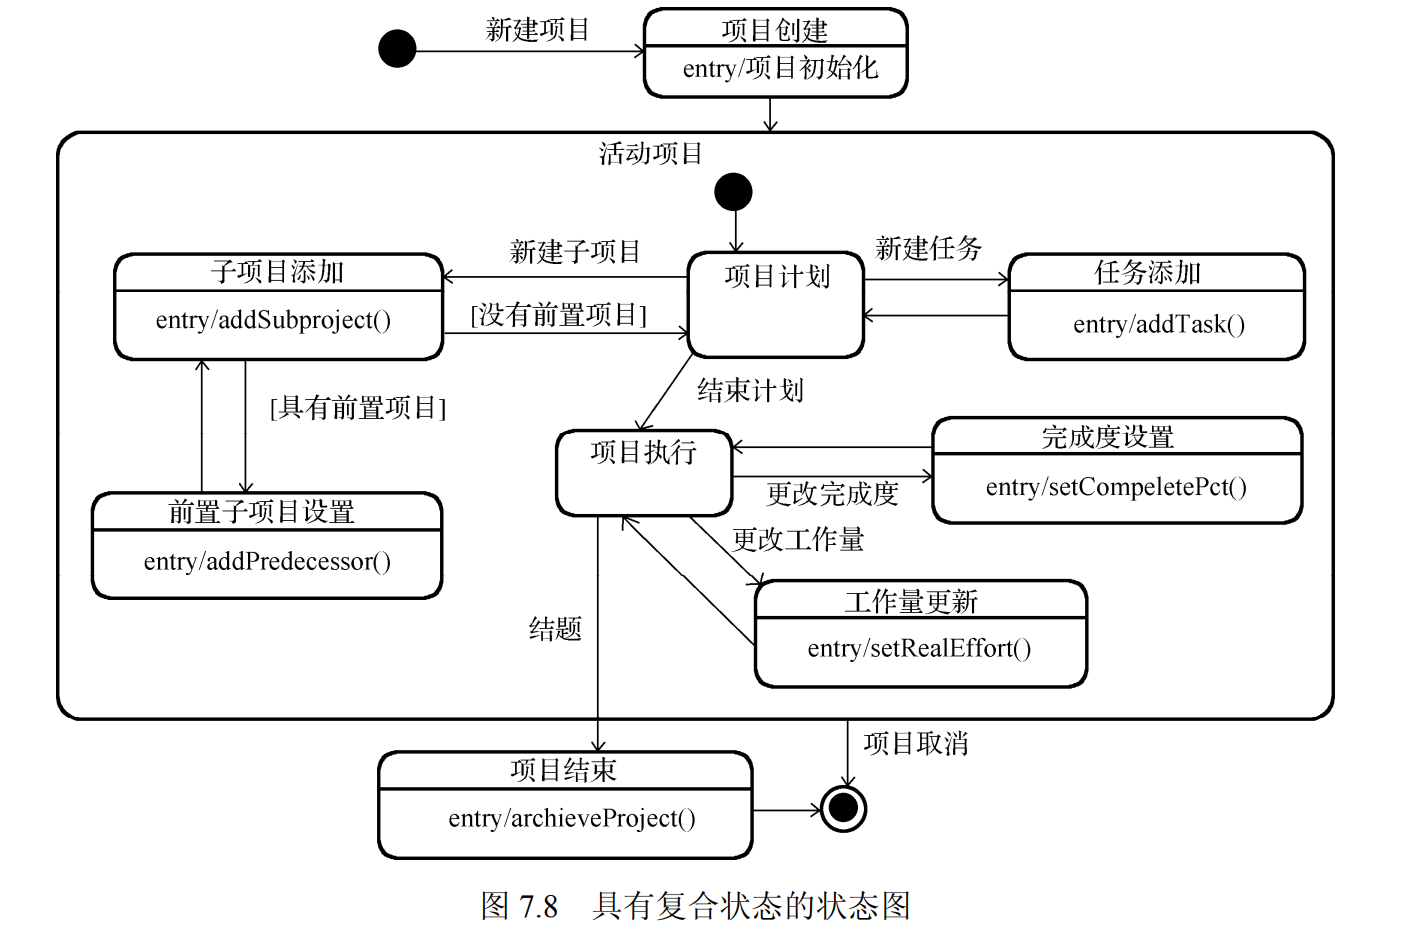 新建项目
项目创建
entry/项目初始化
活动项目
新建子项目
新建任务
子项目添加
entry/addSubproject()
项目计划
任务添加
entry/addTask()
[没有前置项目]
结束计划
[具有前置项目]
项目执行
完成度设置
entry/setCompeletePct()
更改完成度
前置子项目设置
entry/addPredecessor()
更改工作量
工作量更新
entry/setRealEffort()
结题
项目取消
项目结束
entry/archieveProject()
图 7.8 具有复合状态的状态图